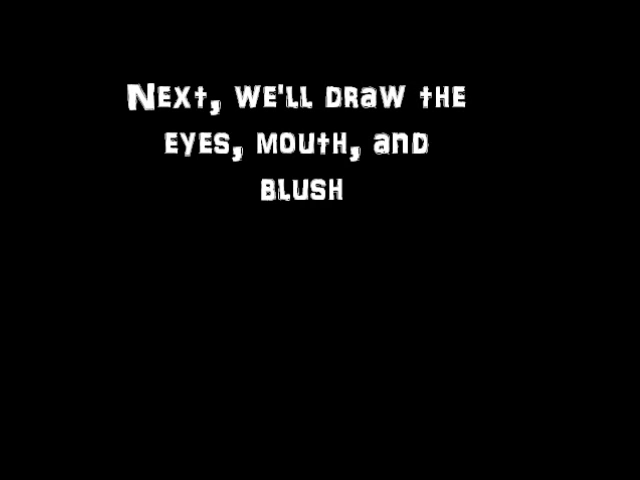 Next, we'll draw the
eyes, mouth, and
blush